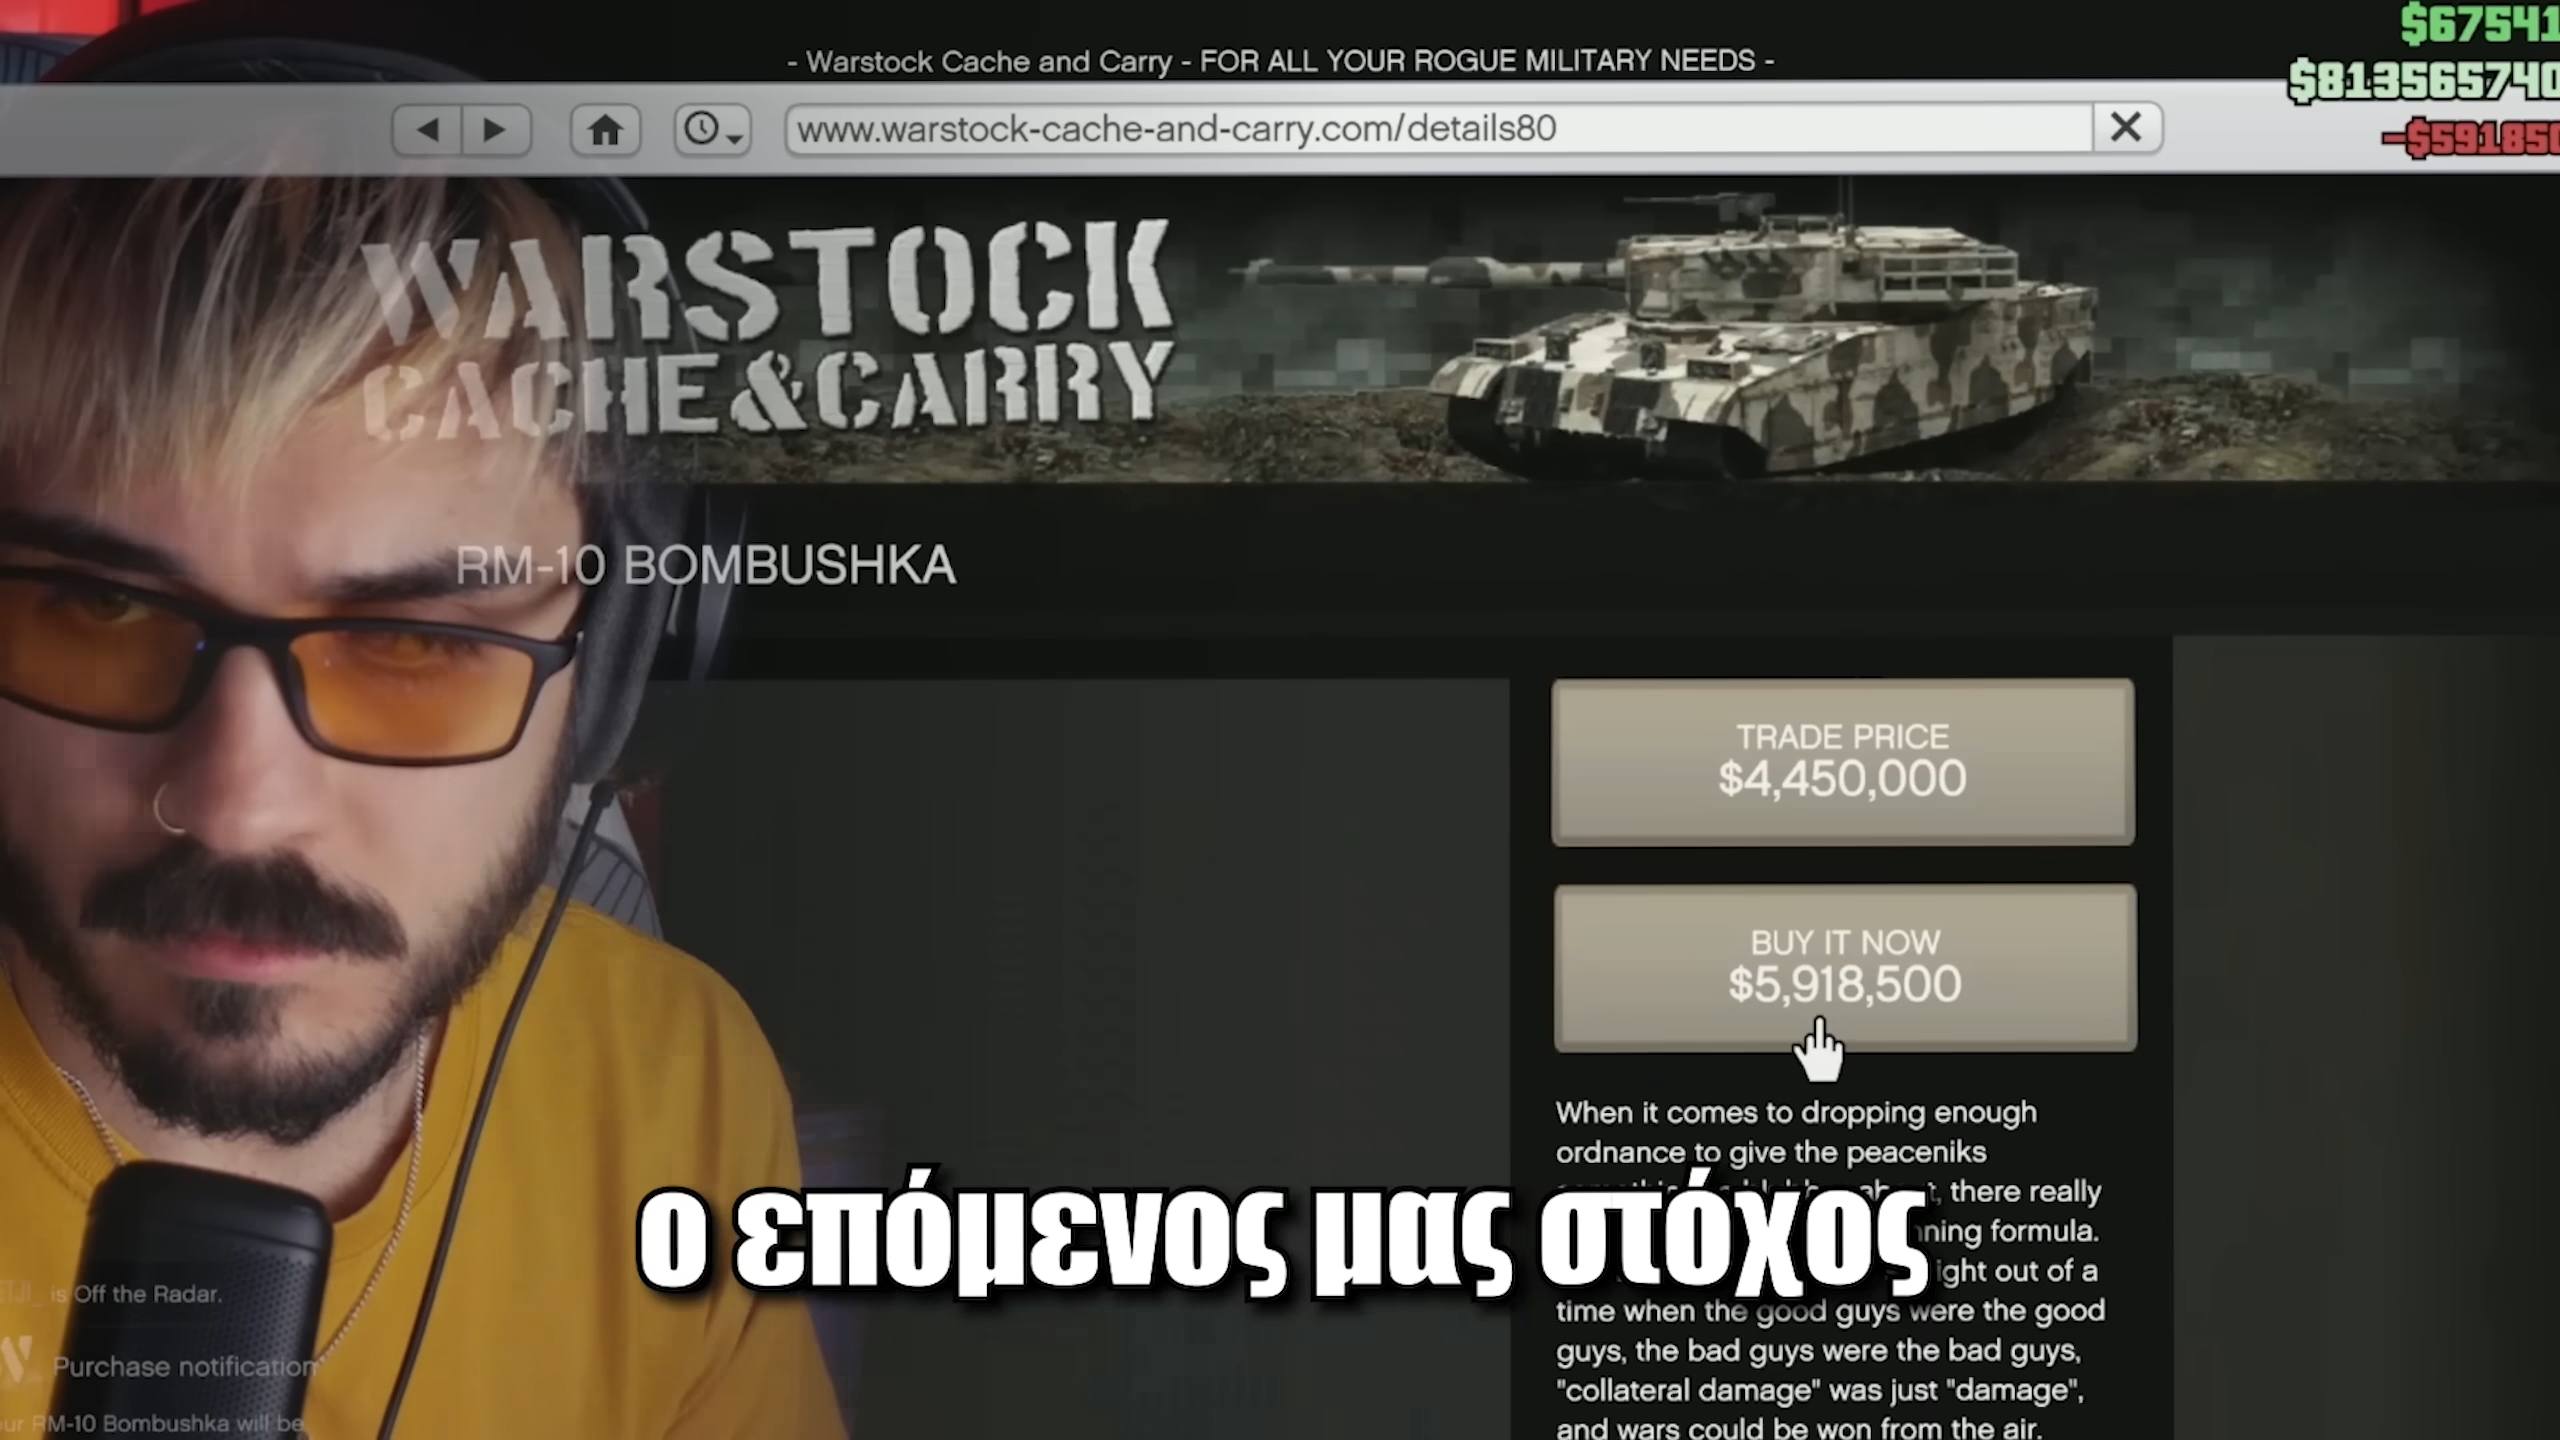 - Warstock Cache and Carry - FOR ALL YOUR ROGUE MILITARY NEEDS -
$67541
$813565740
-$591850
www.warstock-cache-and-carry.com/details80
WARSTOCK
CACHE&CARRY
RM-10 BOMBUSHKA
TRADE PRICE
$4,450,000
BUY IT NOW
$5,918,500
When it comes to dropping enough
ordnance to give the peaceniks
there really
formula.
out of a
time when the good guys were the good
guys, the bad guys were the bad guys,
"collateral damage" was just "damage",
and wars could be won from the air.
ο επόμενος μας στόχος
is Off the Radar.
Purchase notification
RM-10 Bombushka will be